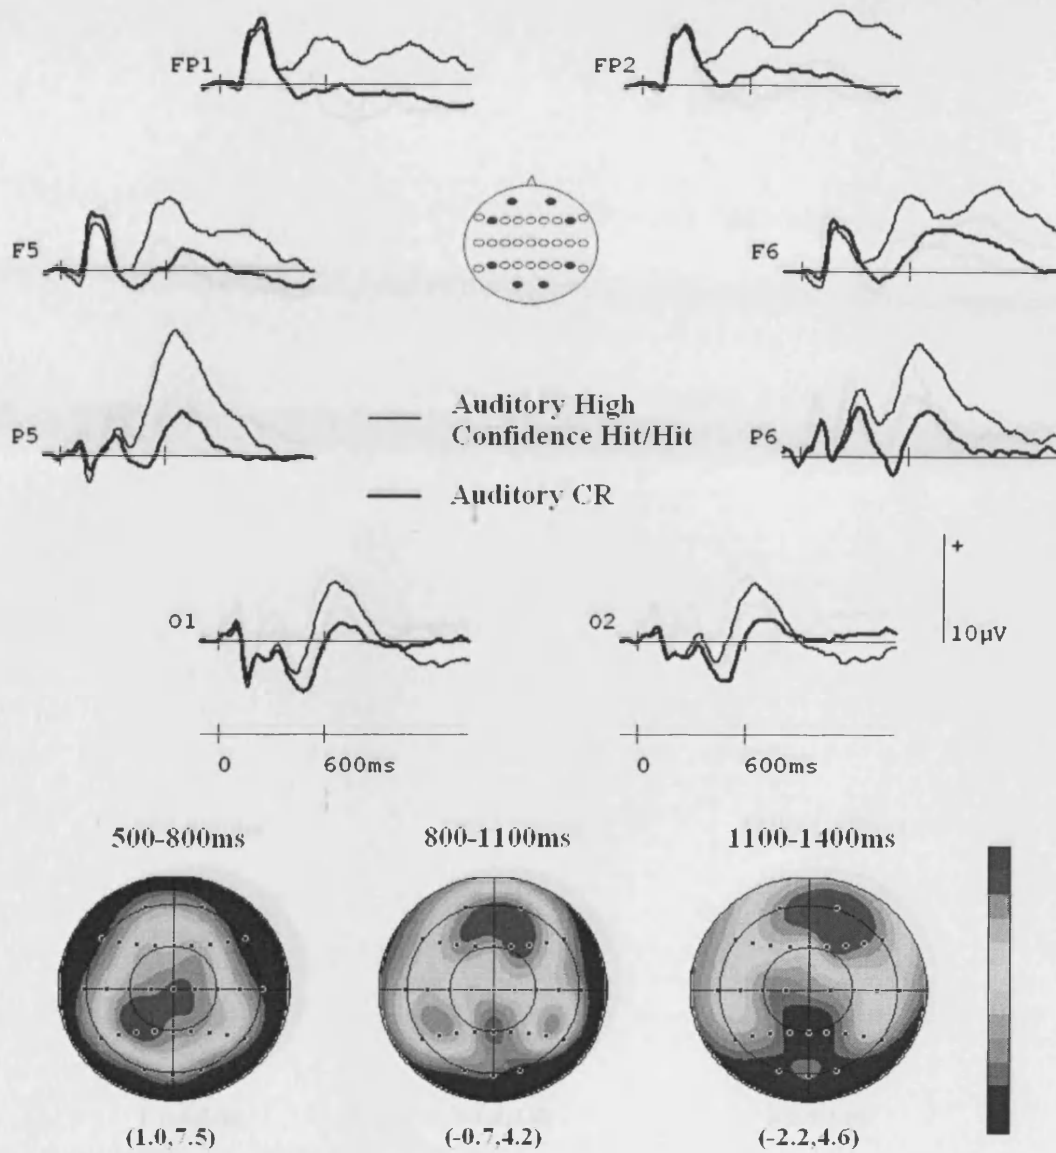 FP1
FP2
F5
F6
P5
P6
Auditory High
Confidence Hit/Hit
Auditory CR
+
10µV
O1
O2
0
600ms
0
600ms
500-800ms
800-1100ms
1100-1400ms
(1.0,7.5)
(-0.7,4.2)
(-2.2,4.6)